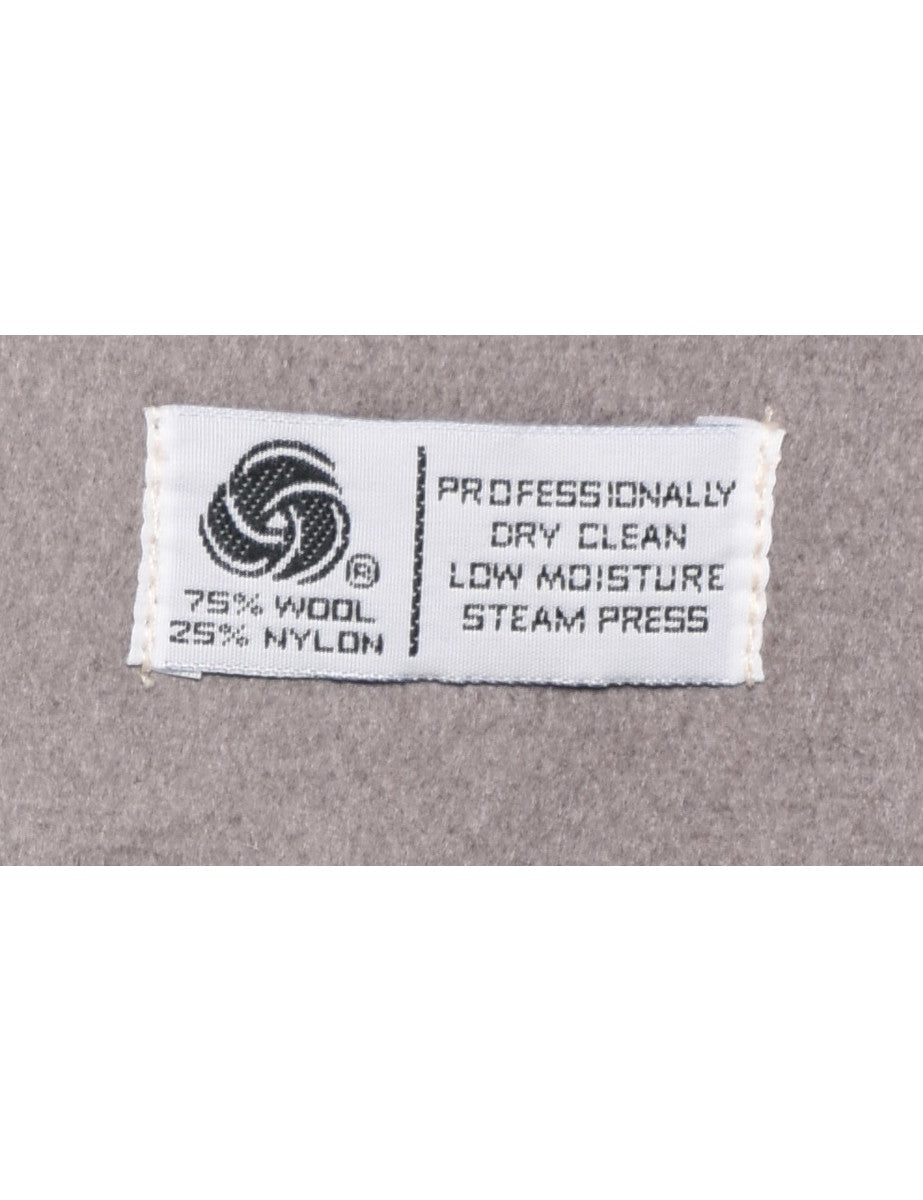 ®
75% WOOL
25% NYLON
PROFESSIONALLY
DRY CLEAN
LOW MOISTURE
STEAM PRESS